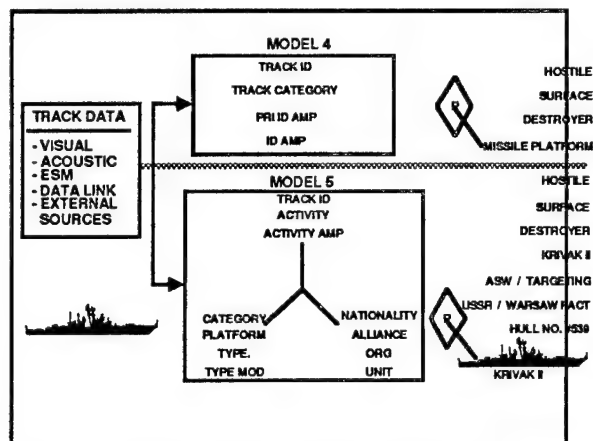 MODEL 4
TRACK ID
TRACK CATEGORY
PRI ID AMP
ID AMP
HOSTILE
SURFACE
DESTROYER
MISSILE PLATFORM
TRACK DATA
- VISUAL
- ACOUSTIC
- ESM
- DATA LINK
- EXTERNAL
SOURCES
MODEL 5
TRACK ID
ACTIVITY
ACTIVITY AMP
CATEGORY
PLATFORM
TYPE.
TYPE MOD
NATIONALITY
ALLIANCE
ORG
UNIT
HOSTILE
SURFACE
DESTROYER
KRIVAK II
ASW / TARGETING
USSR / WARSAW PACT
HULL NO. #539
KRIVAK II